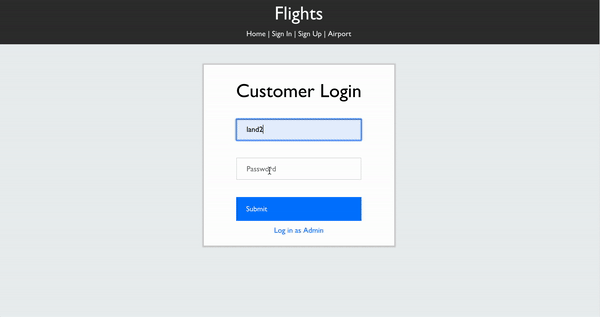 Flights
Home | Sign In | Sign Up | Airport
Customer Login
land2
Password
Submit
Log in as Admin